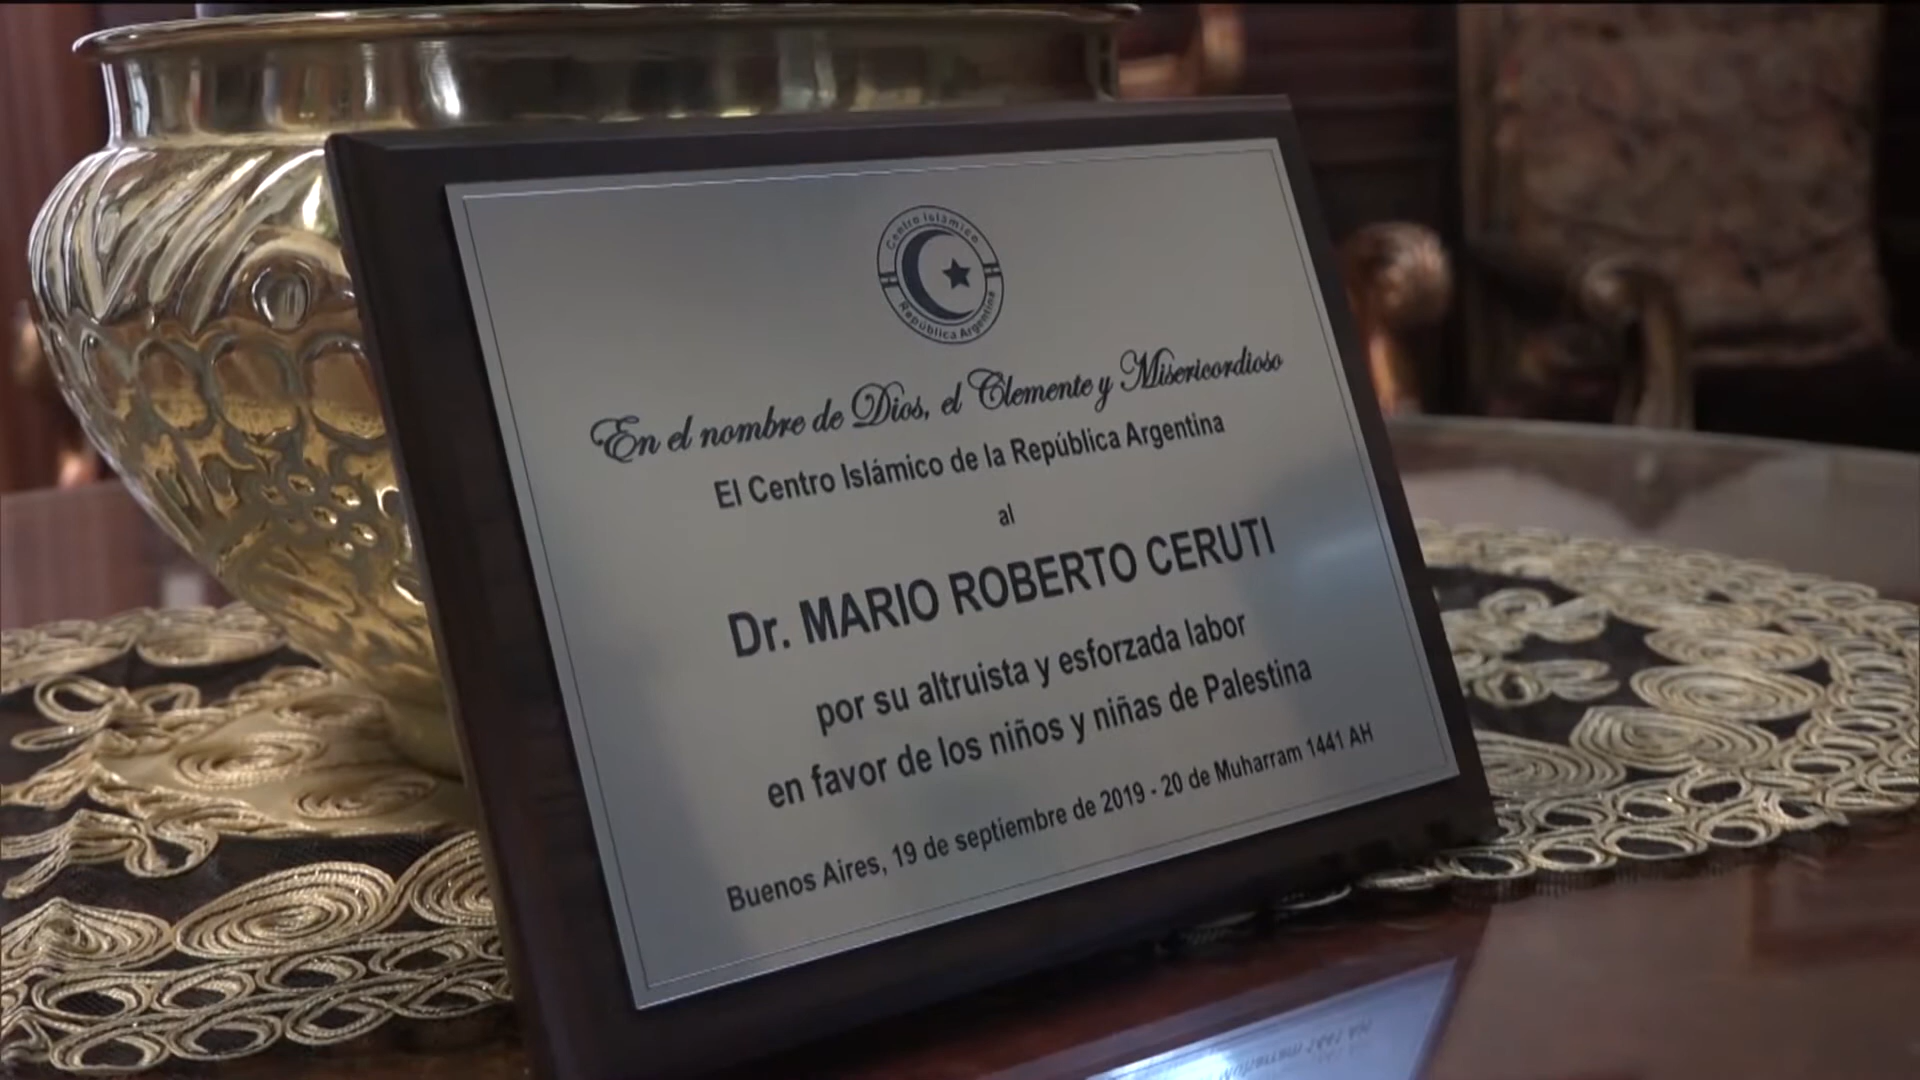 Centro Islámico
República Argentina
En el nombre de Dios, el Clemente y Misericordioso
El Centro Islámico de la República Argentina
al
Dr. MARIO ROBERTO CERUTI
por su altruista y esforzada labor
en favor de los niños y niñas de Palestina
Buenos Aires, 19 de septiembre de 2019 - 20 de Muharram 1441 AH